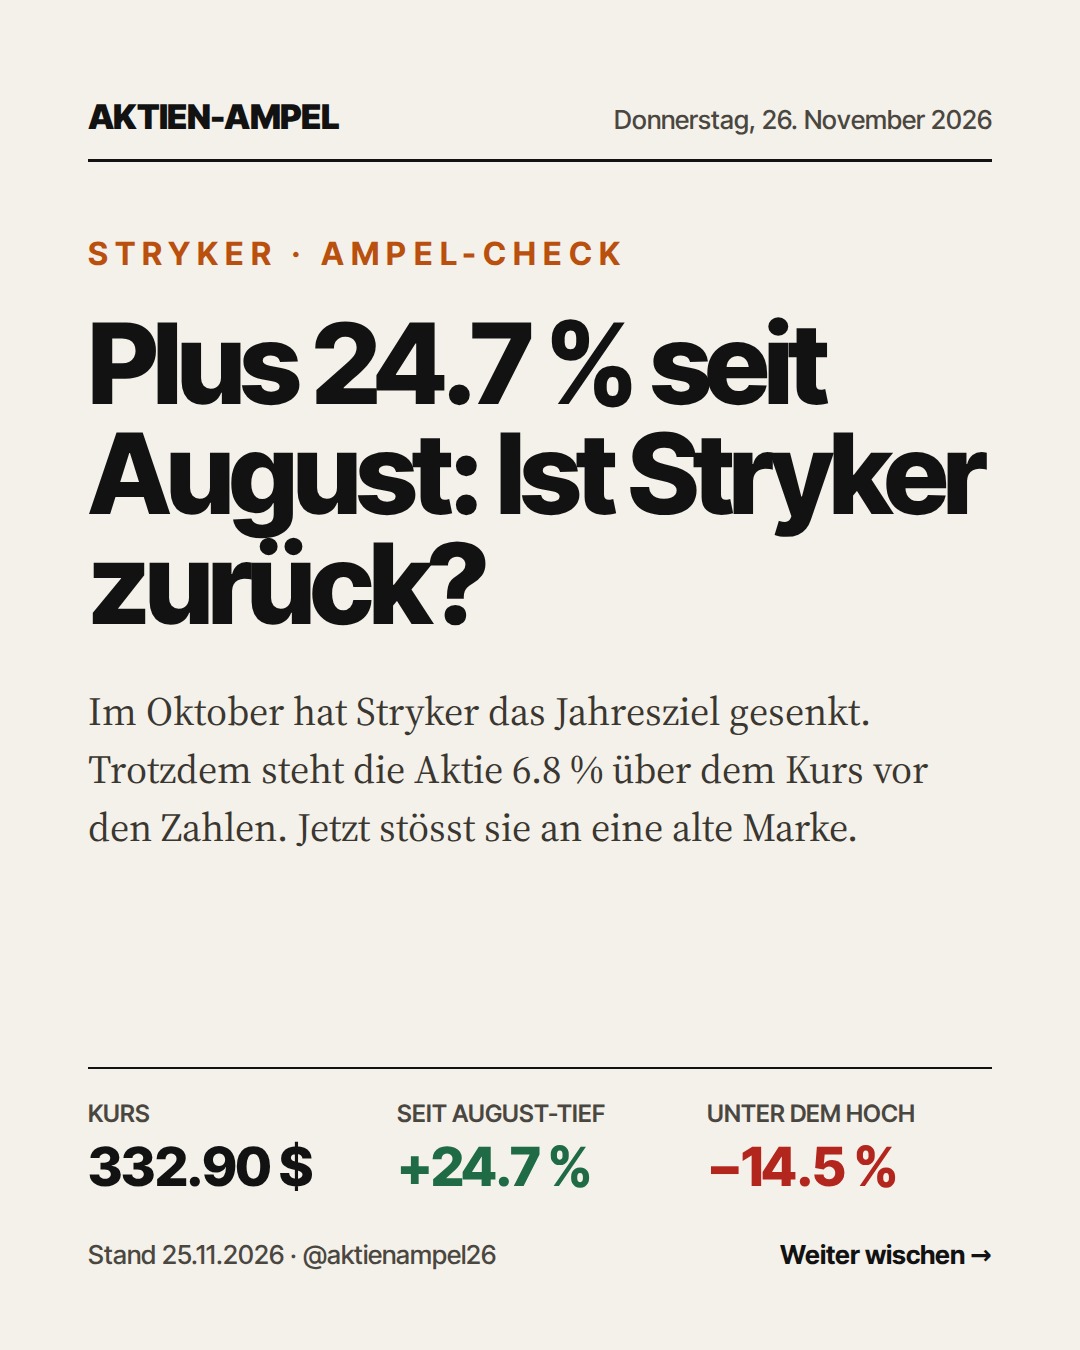 AKTIEN-AMPEL
Donnerstag, 26. November 2026
STRYKER · AMPEL-CHECK
Plus 24.7 % seit
August: Ist Stryker
zurück?
Im Oktober hat Stryker das Jahresziel gesenkt.
Trotzdem steht die Aktie 6.8 % über dem Kurs vor
den Zahlen. Jetzt stösst sie an eine alte Marke.
KURS
332.90 $
SEIT AUGUST-TIEF
+24.7 %
UNTER DEM HOCH
−14.5 %
Stand 25.11.2026 · @aktienampel26
Weiter wischen →